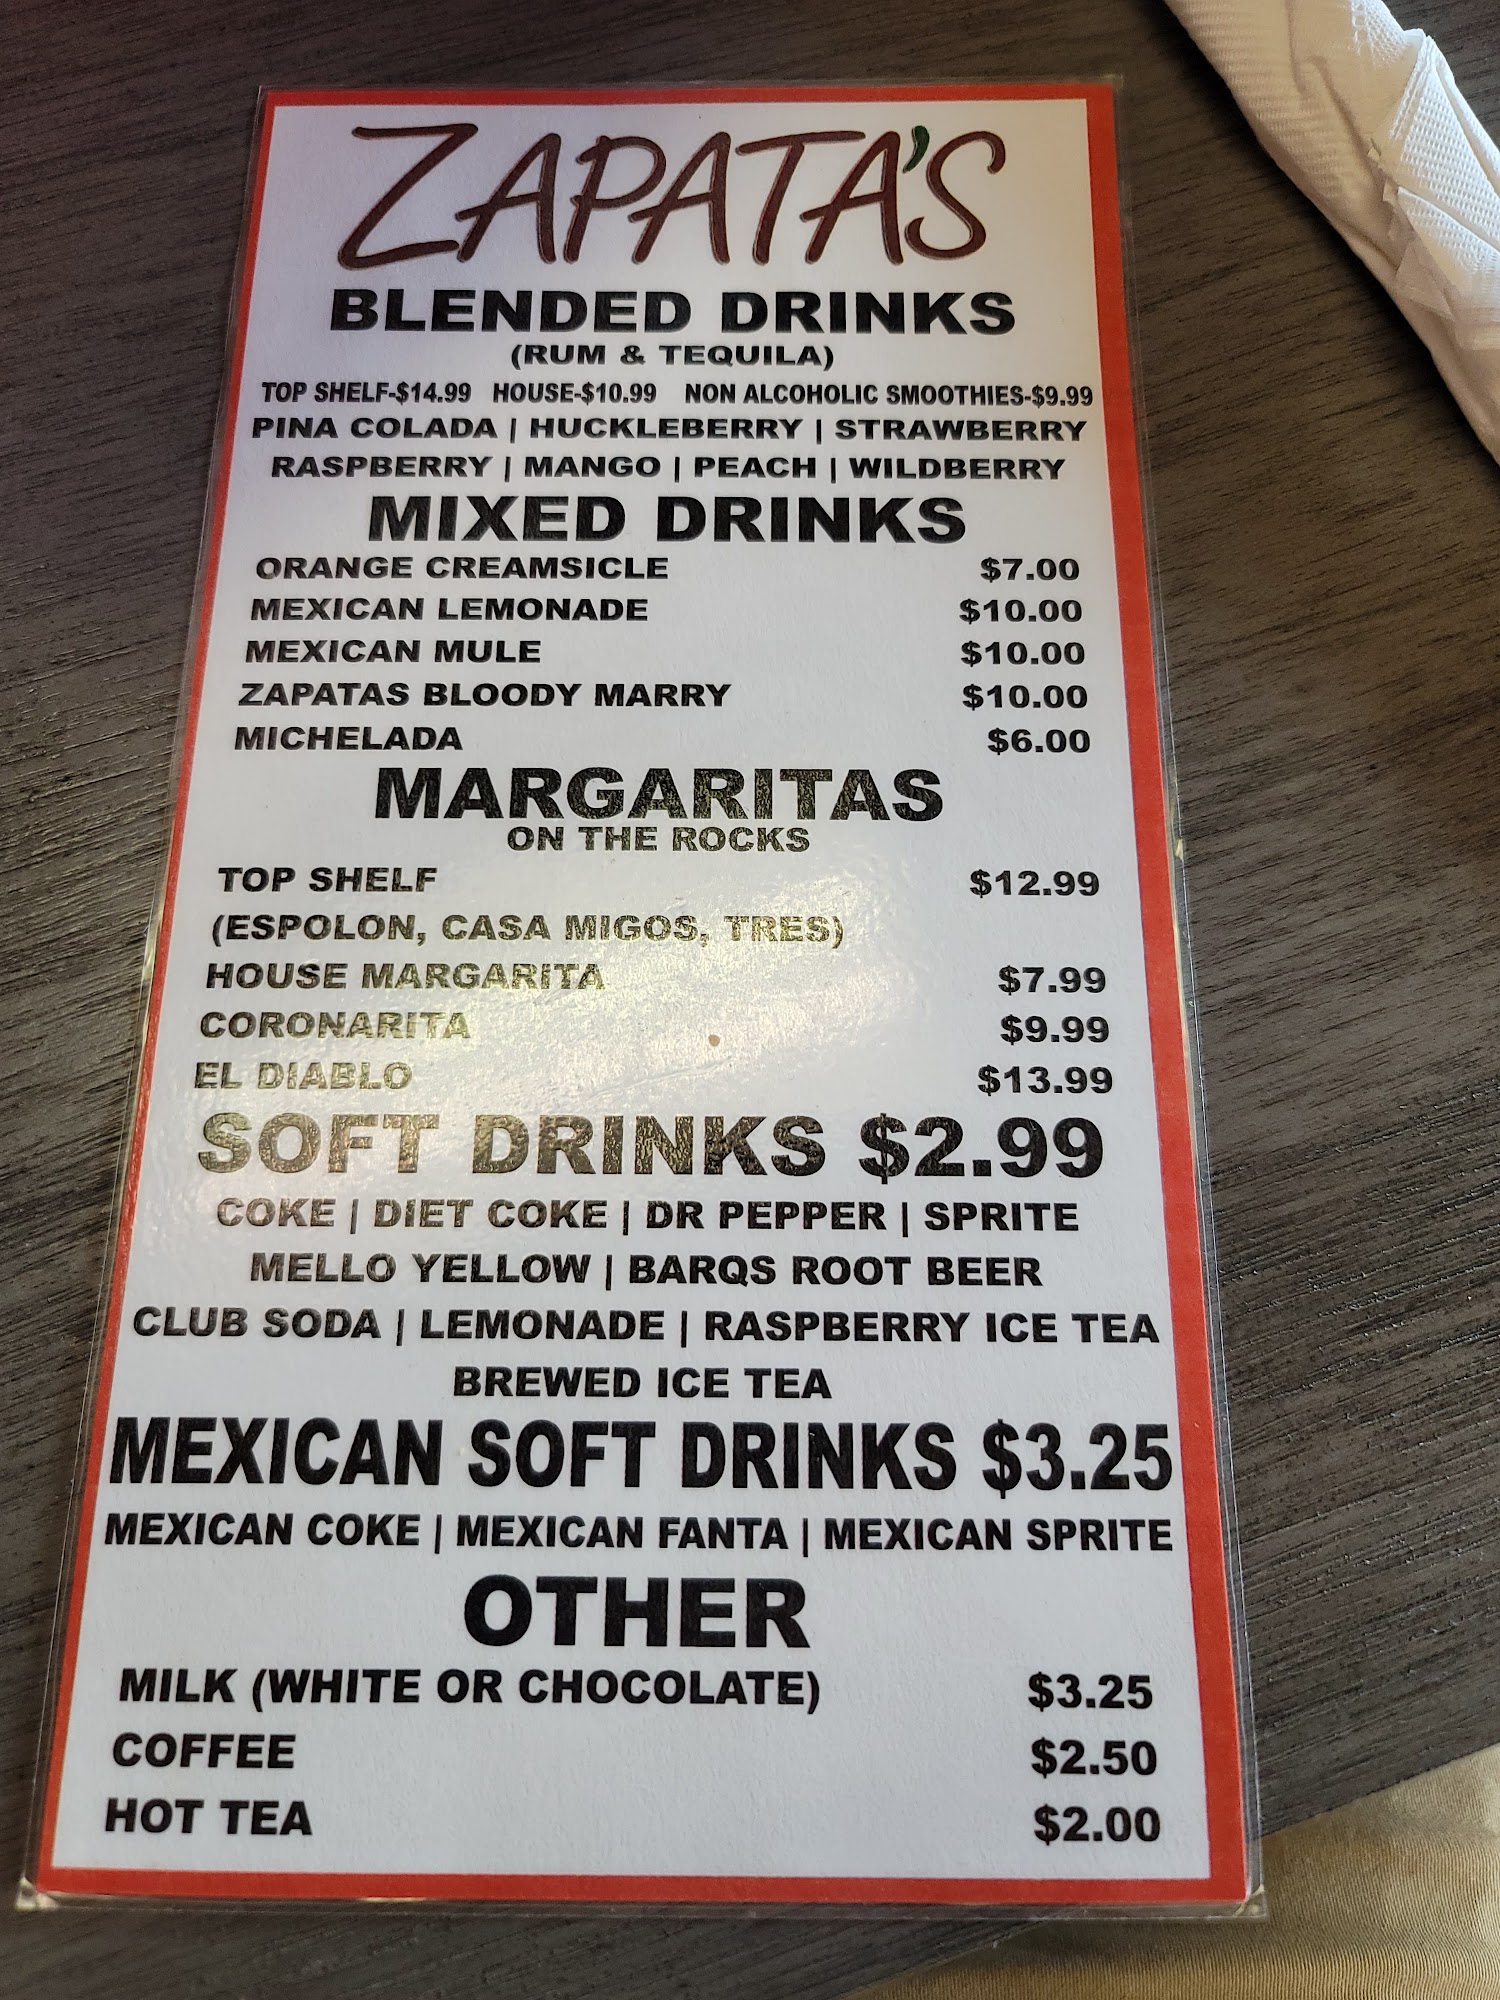 ZAPATA'S
BLENDED DRINKS
(RUM & TEQUILA)
TOP SHELF-$14.99 HOUSE-$10.99 NON ALCOHOLIC SMOOTHIES-$9.99
PINA COLADA | HUCKLEBERRY | STRAWBERRY
RASPBERRY | MANGO | PEACH | WILDBERRY
MIXED DRINKS
ORANGE CREAMSICLE $7.00
MEXICAN LEMONADE $10.00
MEXICAN MULE $10.00
ZAPATAS BLOODY MARRY $10.00
MICHELADA $6.00
MARGARITAS
ON THE ROCKS
TOP SHELF $12.99
(ESPOLON, CASA MIGOS, TRES)
HOUSE MARGARITA $7.99
CORONARITA $9.99
EL DIABLO $13.99
SOFT DRINKS $2.99
COKE | DIET COKE | DR PEPPER | SPRITE
MELLO YELLOW | BARQS ROOT BEER
CLUB SODA | LEMONADE | RASPBERRY ICE TEA
BREWED ICE TEA
MEXICAN SOFT DRINKS $3.25
MEXICAN COKE | MEXICAN FANTA | MEXICAN SPRITE
OTHER
MILK (WHITE OR CHOCOLATE) $3.25
COFFEE $2.50
HOT TEA $2.00